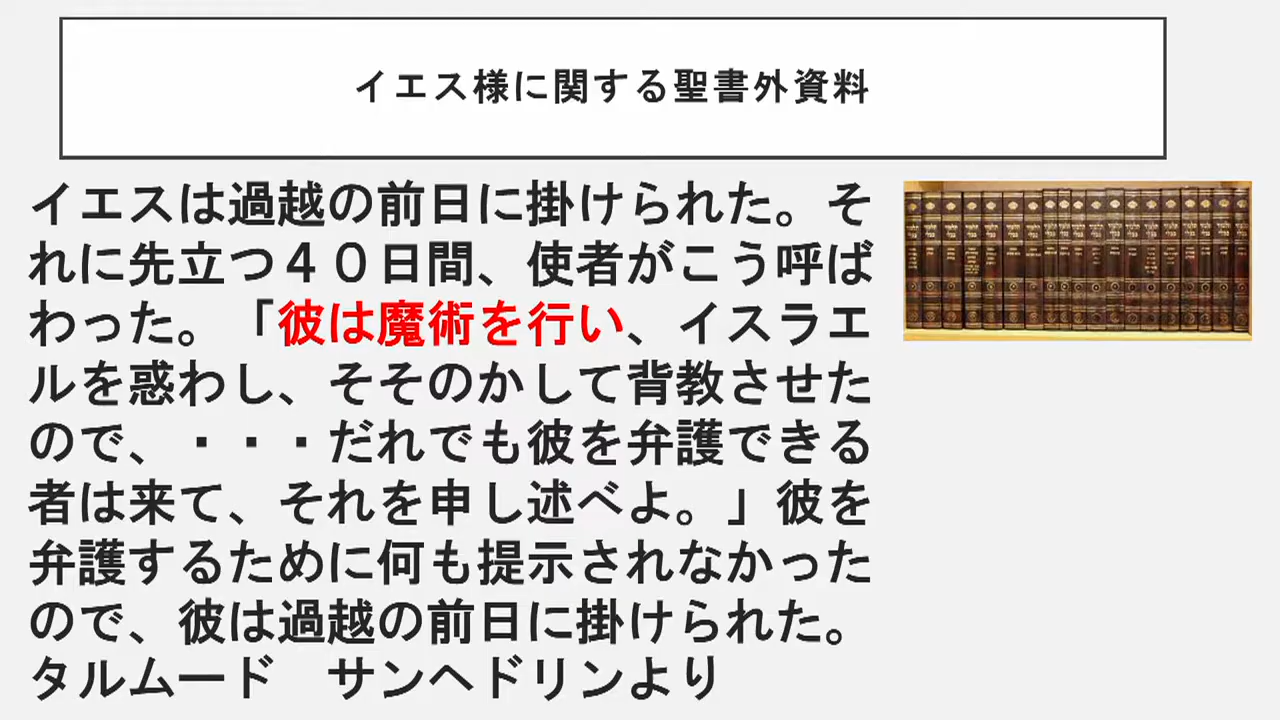 イエス様に関する聖書外資料
イエスは過越の前日に掛けられた。そ
れに先立つ４０日間、使者がこう呼ば
わった。「彼は魔術を行い、イスラエ
ルを惑わし、そそのかして背教させた
ので、・・・だれでも彼を弁護できる
者は来て、それを申し述べよ。」彼を
弁護するために何も提示されなかった
ので、彼は過越の前日に掛けられた。
タルムード　サンヘドリンより